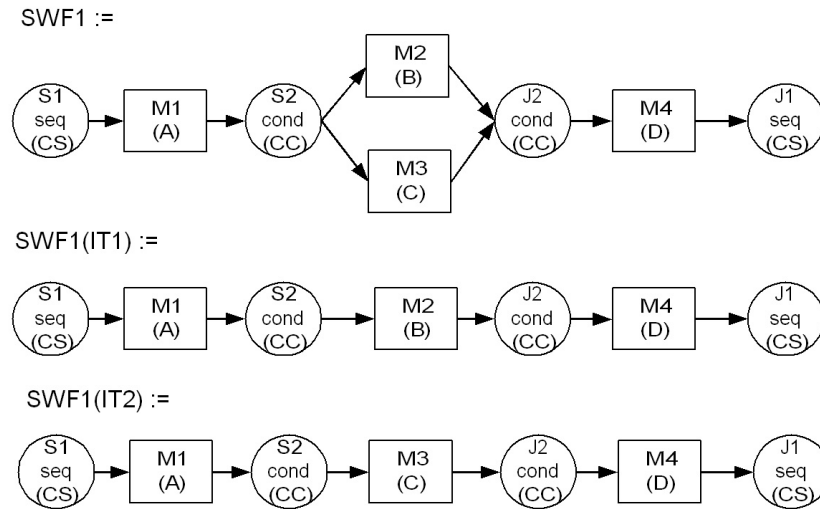 SWF1 :=
S1
seq
(CS)
M1
(A)
S2
cond
(CC)
M2
(B)
M3
(C)
J2
cond
(CC)
M4
(D)
J1
seq
(CS)
SWF1(IT1) :=
S1
seq
(CS)
M1
(A)
S2
cond
(CC)
M2
(B)
J2
cond
(CC)
M4
(D)
J1
seq
(CS)
SWF1(IT2) :=
S1
seq
(CS)
M1
(A)
S2
cond
(CC)
M3
(C)
J2
cond
(CC)
M4
(D)
J1
seq
(CS)